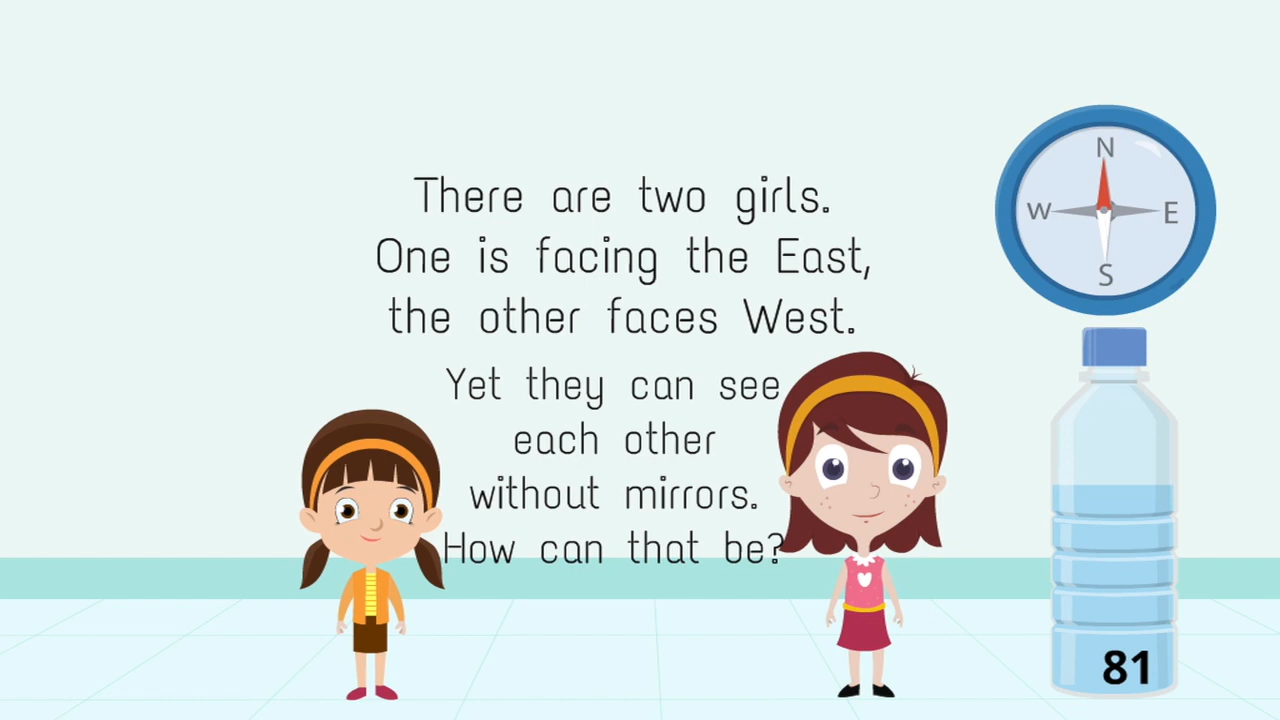 There are two girls.
One is facing the East,
the other faces West.
Yet they can see
each other
without mirrors.
How can that be?
N
W E
S
81